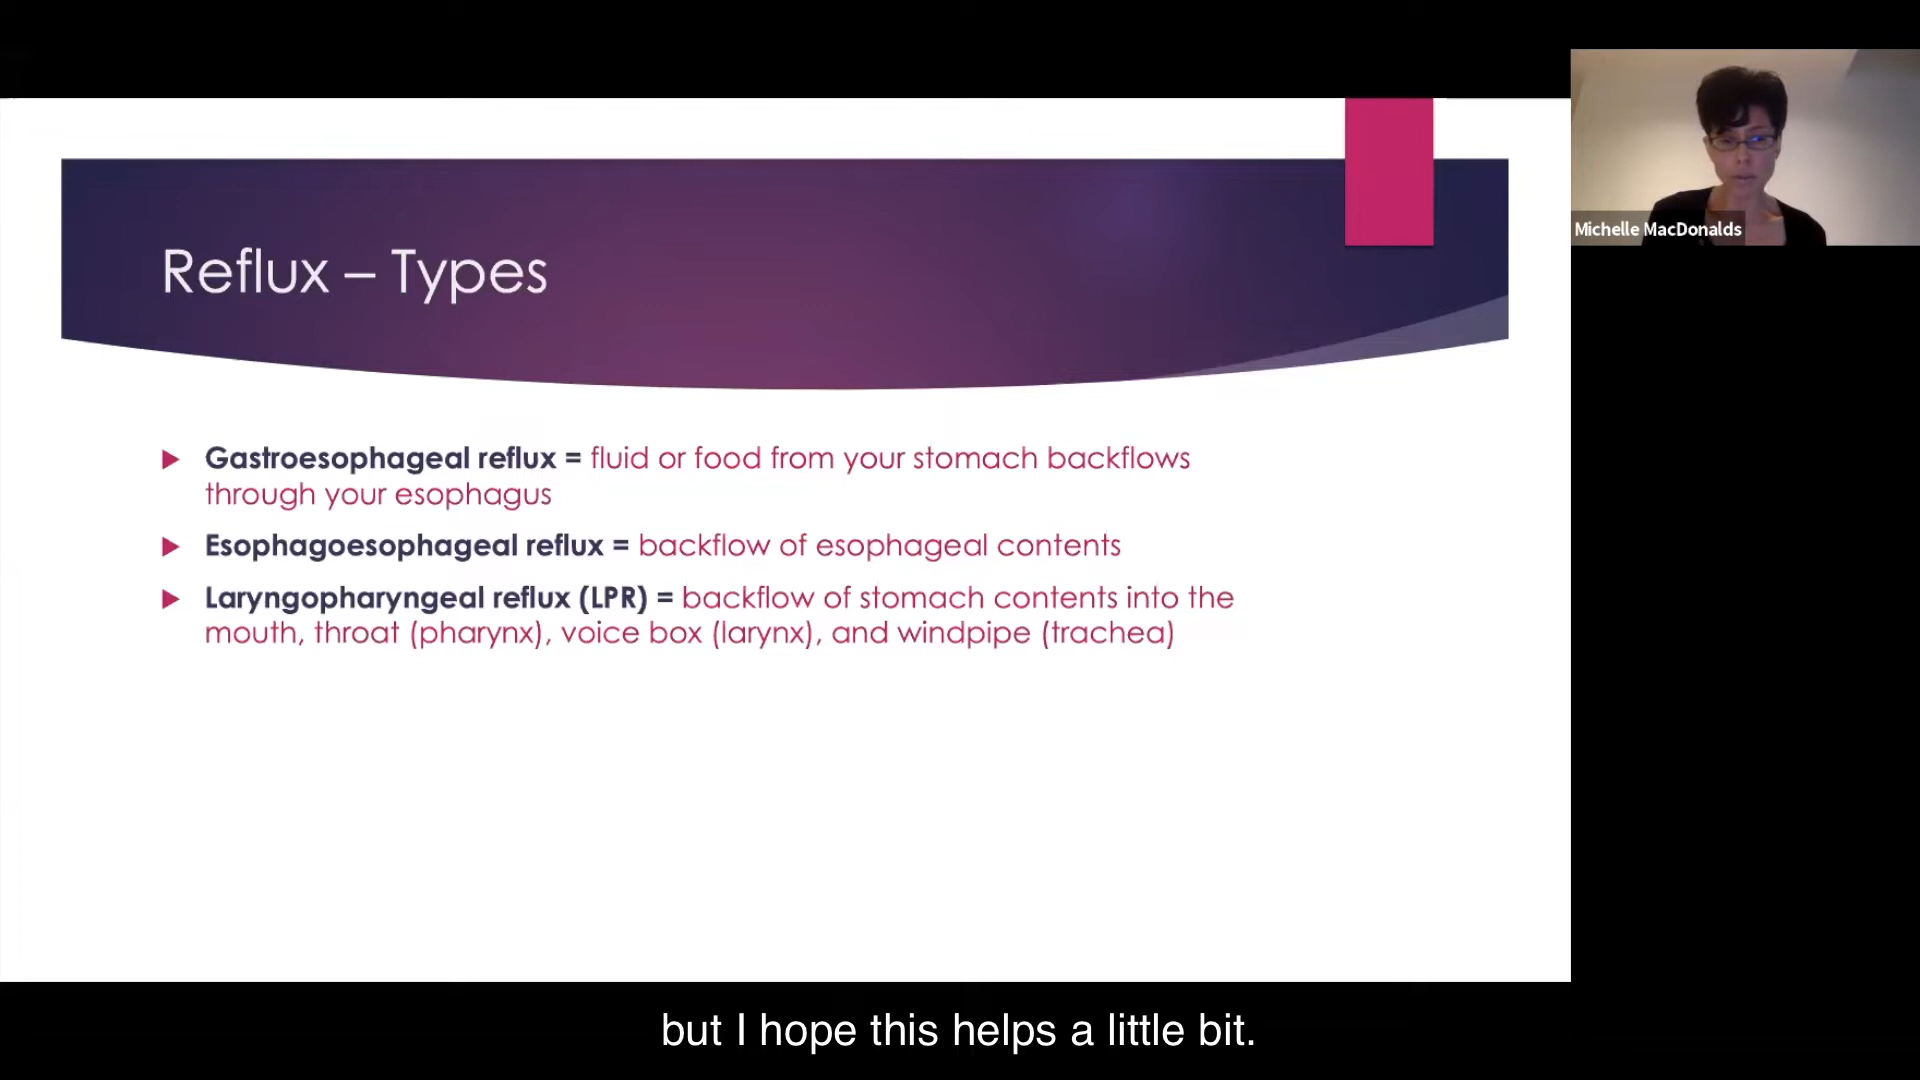 Michelle MacDonalds
Reflux – Types
Gastroesophageal reflux = fluid or food from your stomach backflows
through your esophagus
Esophagoesophageal reflux = backflow of esophageal contents
Laryngopharyngeal reflux (LPR) = backflow of stomach contents into the
mouth, throat (pharynx), voice box (larynx), and windpipe (trachea)
but I hope this helps a little bit.